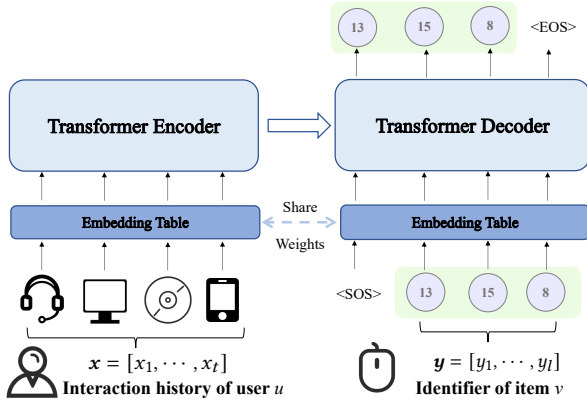 13 15 8 <EOS>
Transformer Encoder
Transformer Decoder
Share
Weights
Embedding Table
Embedding Table
<SOS> 13 15 8
𝒙 = [x₁, ⋯ , xₜ]
Interaction history of user u
𝒚 = [y₁, ⋯ , y_l]
Identifier of item v